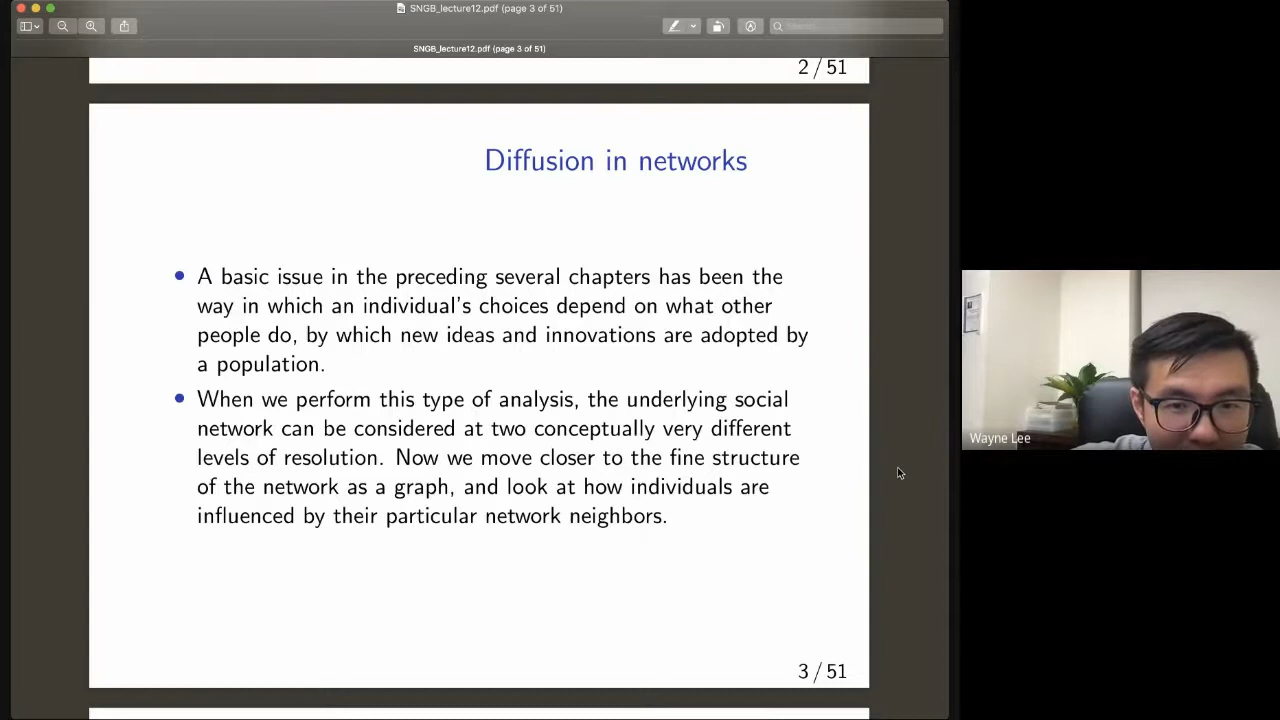 SNGB_lecture12.pdf (page 3 of 51)
Search
SNGB_lecture12.pdf (page 3 of 51)
2 / 51
Diffusion in networks
• A basic issue in the preceding several chapters has been the
way in which an individual's choices depend on what other
people do, by which new ideas and innovations are adopted by
a population.
• When we perform this type of analysis, the underlying social
network can be considered at two conceptually very different
levels of resolution. Now we move closer to the fine structure
of the network as a graph, and look at how individuals are
influenced by their particular network neighbors.
3 / 51
Wayne Lee